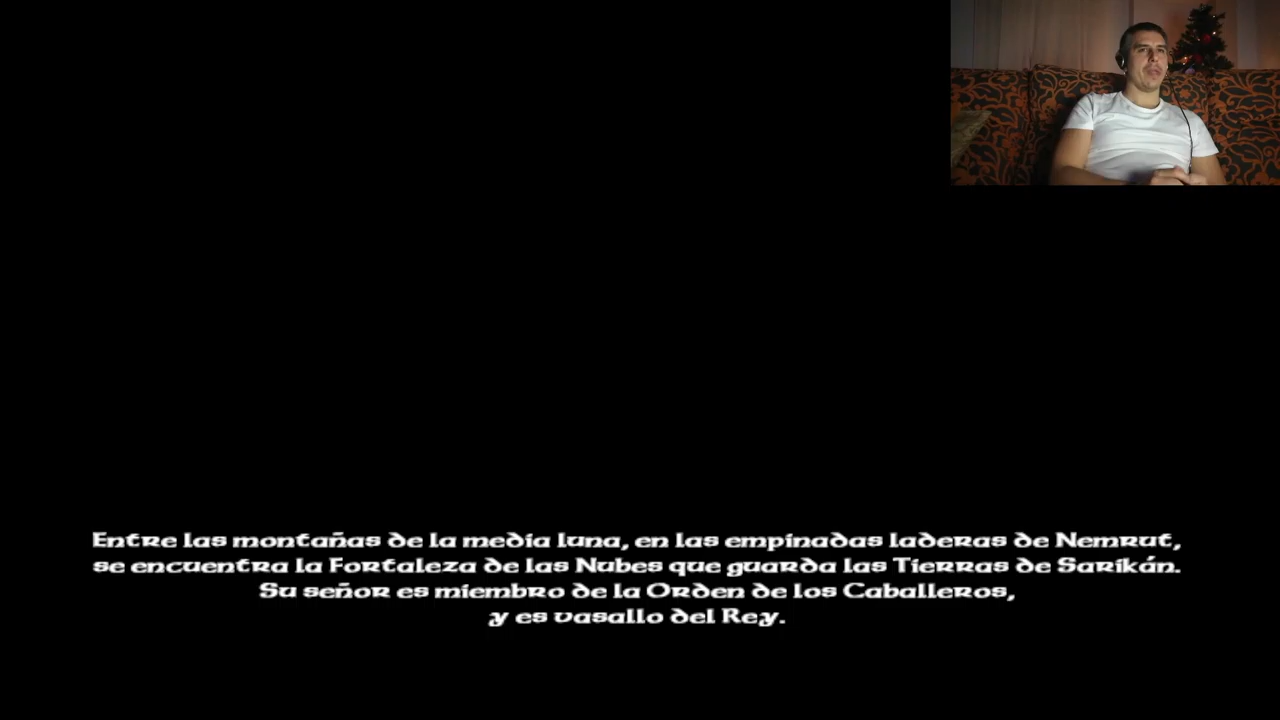 Entre las montañas de la media luna, en las empinadas laderas de Nemrut,
se encuentra la Fortaleza de las Nubes que guarda las Tierras de Sarikán.
Su señor es miembro de la Orden de los Caballeros,
y es vasallo del Rey.